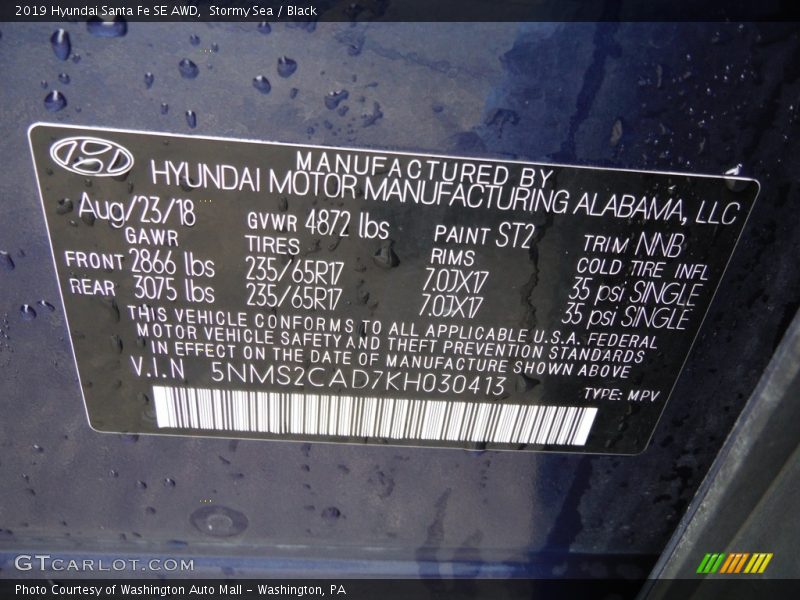 2019 Hyundai Santa Fe SE AWD,  Stormy Sea / Black
MANUFACTURED BY
HYUNDAI MOTOR MANUFACTURING ALABAMA, LLC
Aug/23/18 GVWR 4872 lbs PAINT ST2 TRIM NNB
GAWR TIRES RIMS COLD TIRE INFL
FRONT 2866 lbs 235/65R17 7.0JX17 35 psi SINGLE
REAR 3075 lbs 235/65R17 7.0JX17 35 psi SINGLE
THIS VEHICLE CONFORMS TO ALL APPLICABLE U.S.A. FEDERAL
MOTOR VEHICLE SAFETY AND THEFT PREVENTION STANDARDS
IN EFFECT ON THE DATE OF MANUFACTURE SHOWN ABOVE
V.I.N 5NMS2CAD7KH030413 TYPE: MPV
GTCARLOT.COM
Photo Courtesy of Washington Auto Mall - Washington, PA